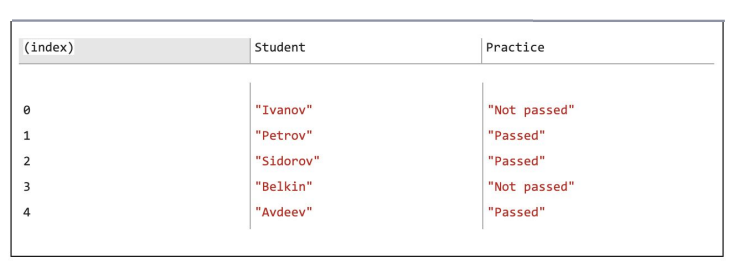 (index) Student Practice
0 "Ivanov" "Not passed"
1 "Petrov" "Passed"
2 "Sidorov" "Passed"
3 "Belkin" "Not passed"
4 "Avdeev" "Passed"